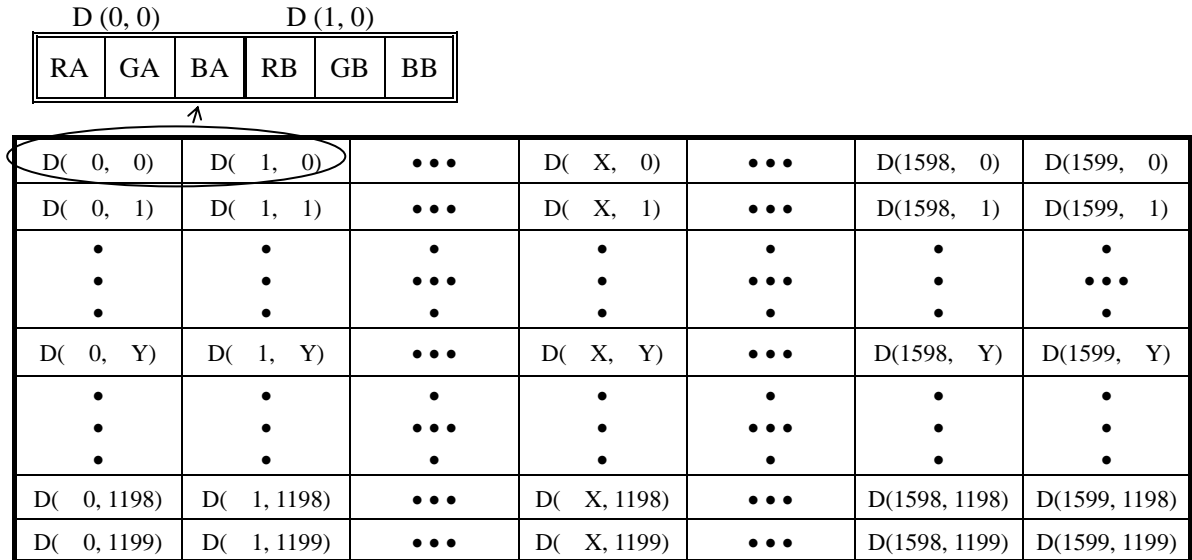 D (0, 0) D (1, 0)
RA GA BA RB GB BB
D( 0, 0) D( 1, 0) ● ● ● D( X, 0) ● ● ● D(1598, 0) D(1599, 0)
D( 0, 1) D( 1, 1) ● ● ● D( X, 1) ● ● ● D(1598, 1) D(1599, 1)
● ● ● ● ● ● ●
● ● ● ● ● ● ● ● ● ● ● ● ●
● ● ● ● ● ● ●
D( 0, Y) D( 1, Y) ● ● ● D( X, Y) ● ● ● D(1598, Y) D(1599, Y)
● ● ● ● ● ● ●
● ● ● ● ● ● ● ● ● ● ●
● ● ● ● ● ● ●
D( 0, 1198) D( 1, 1198) ● ● ● D( X, 1198) ● ● ● D(1598, 1198) D(1599, 1198)
D( 0, 1199) D( 1, 1199) ● ● ● D( X, 1199) ● ● ● D(1598, 1199) D(1599, 1199)